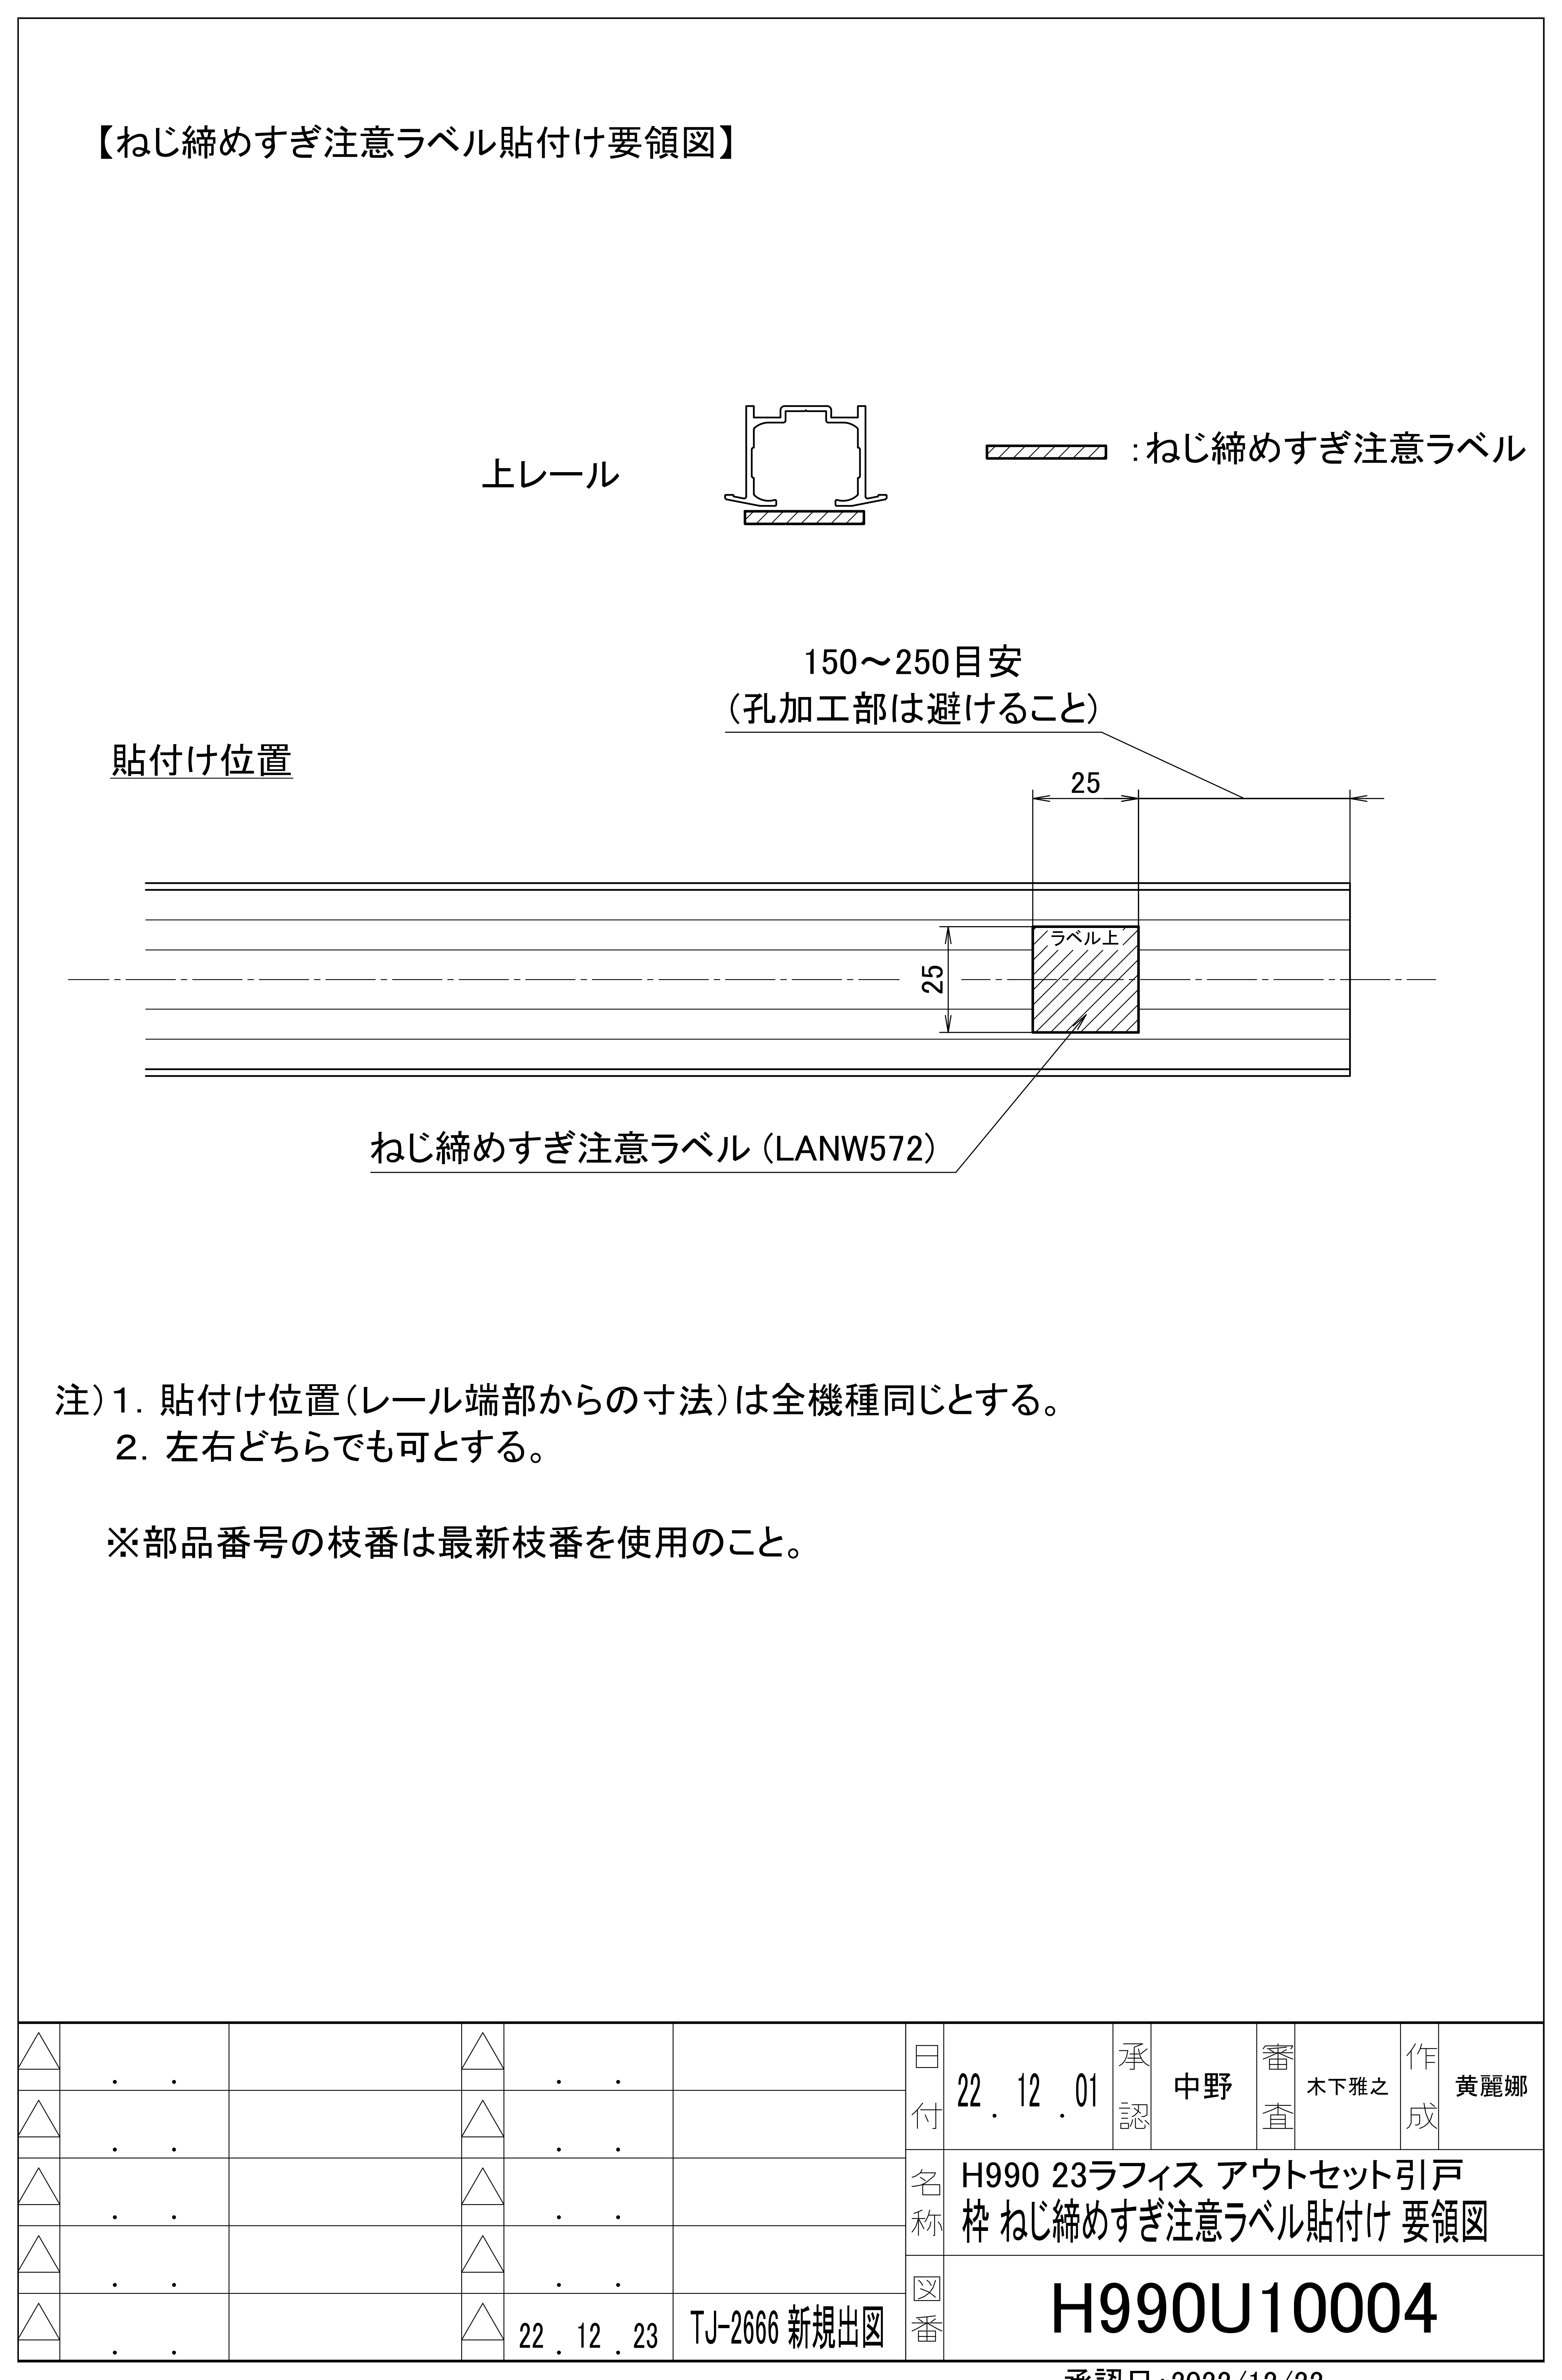 【ねじ締めすぎ注意ラベル貼付け要領図】
上レール
：ねじ締めすぎ注意ラベル
150～250目安
(孔加工部は避けること)
貼付け位置
25
ラベル上
25
ねじ締めすぎ注意ラベル(LANW572)
注)１．貼付け位置(レール端部からの寸法)は全機種同じとする。
２．左右どちらでも可とする。
※部品番号の枝番は最新枝番を使用のこと。
日付 22．12．01 承認 中野 審査 木下雅之 作成 黄麗娜
名称 H990 23ラフィス アウトセット引戸
枠 ねじ締めすぎ注意ラベル貼付け 要領図
22．12．23 TJ-2666 新規出図
図番 H990U10004